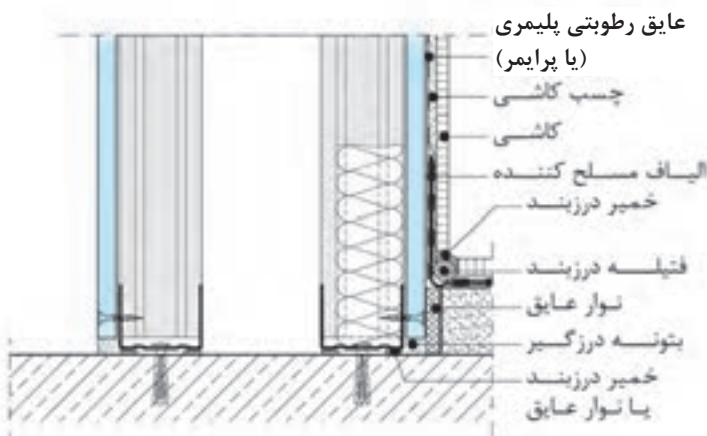 عایق رطوبتی پلیمری
(یا پرایمر)
چسب کاشی
کاشی
الیاف مسلح کننده
خمیر درزبند
فتیله درزبند
نوار عایق
بتونه درزگیر
خمیر درزبند
یا نوار عایق